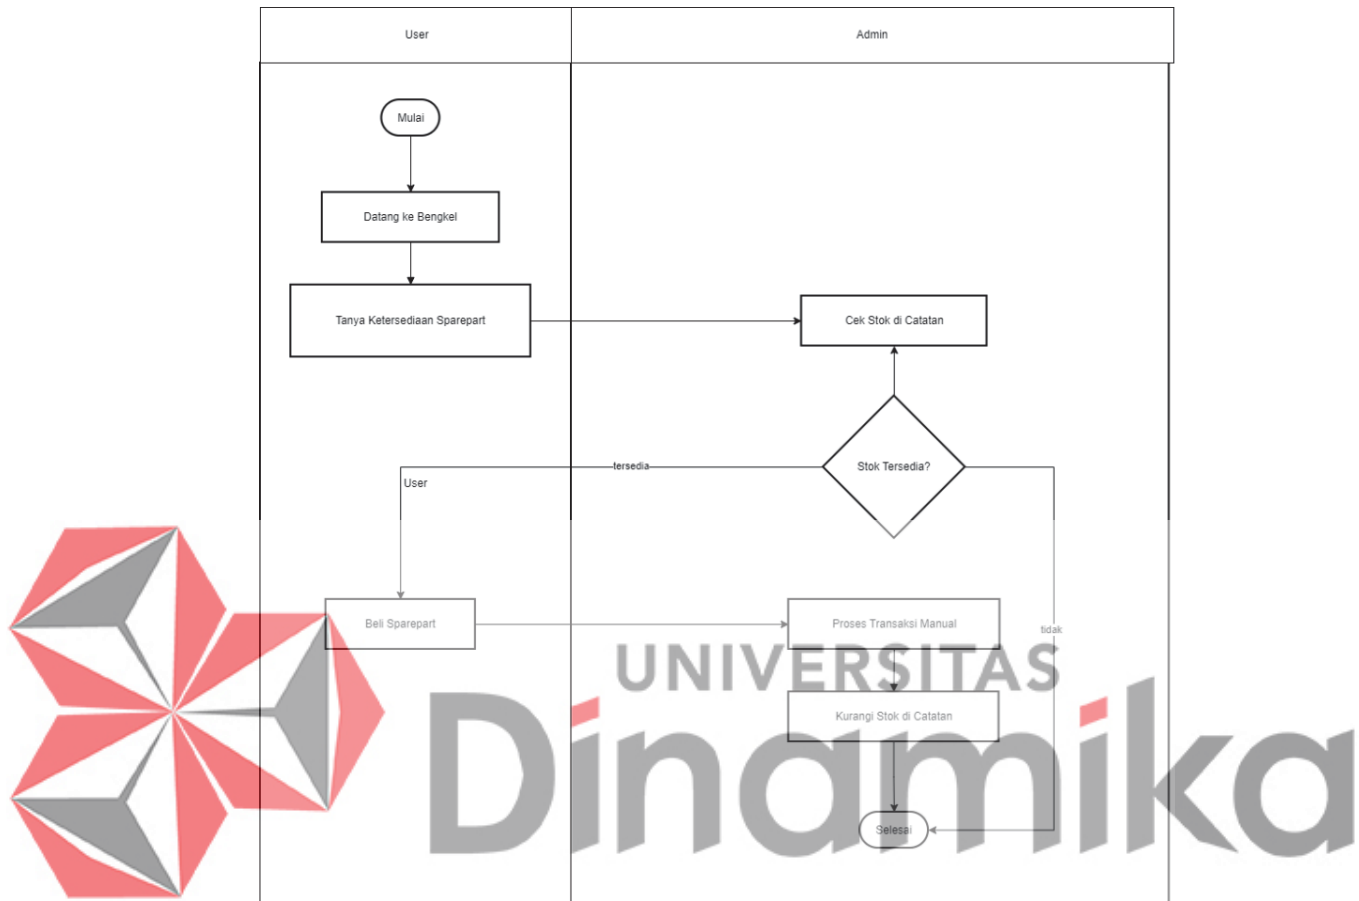 User
Admin
Mulai
Datang ke Bengkel
Tanya Ketersediaan Sparepart
Cek Stok di Catatan
Stok Tersedia?
tersedia
User
Beli Sparepart
Proses Transaksi Manual
tidak
UNIVERSITAS
Kurangi Stok di Catatan
Dinamika
Selesai